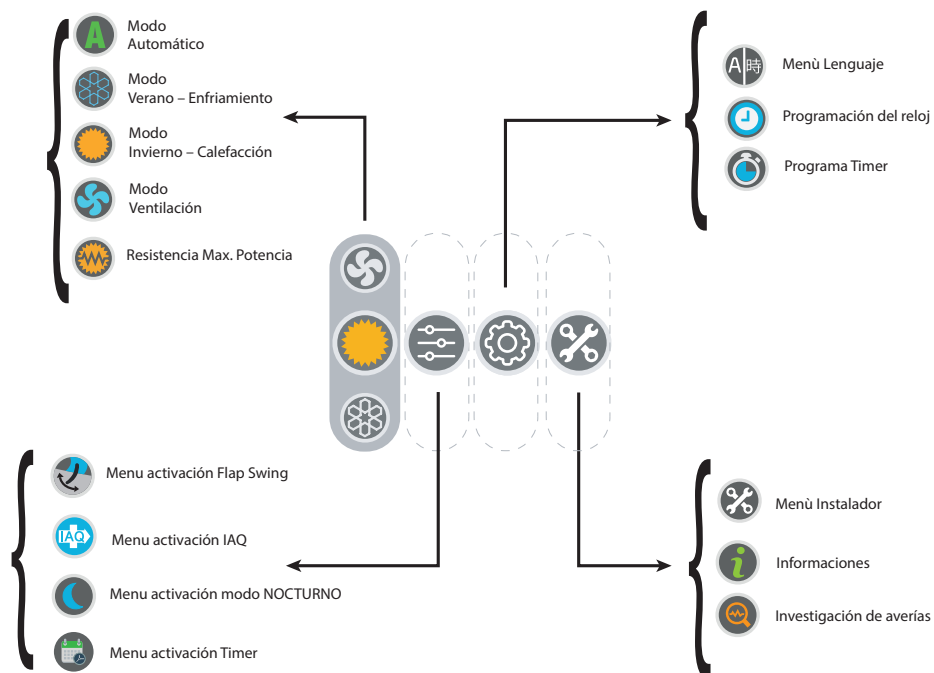 A
Modo
Automático
Modo
Verano – Enfriamiento
Modo
Invierno – Calefacción
Modo
Ventilación
Resistencia Max. Potencia
A 時
Menù Lenguaje
Programación del reloj
Programa Timer
Menu activación Flap Swing
IAQ
Menu activación IAQ
Menu activación modo NOCTURNO
Menu activación Timer
Menù Instalador
i
Informaciones
Investigación de averías